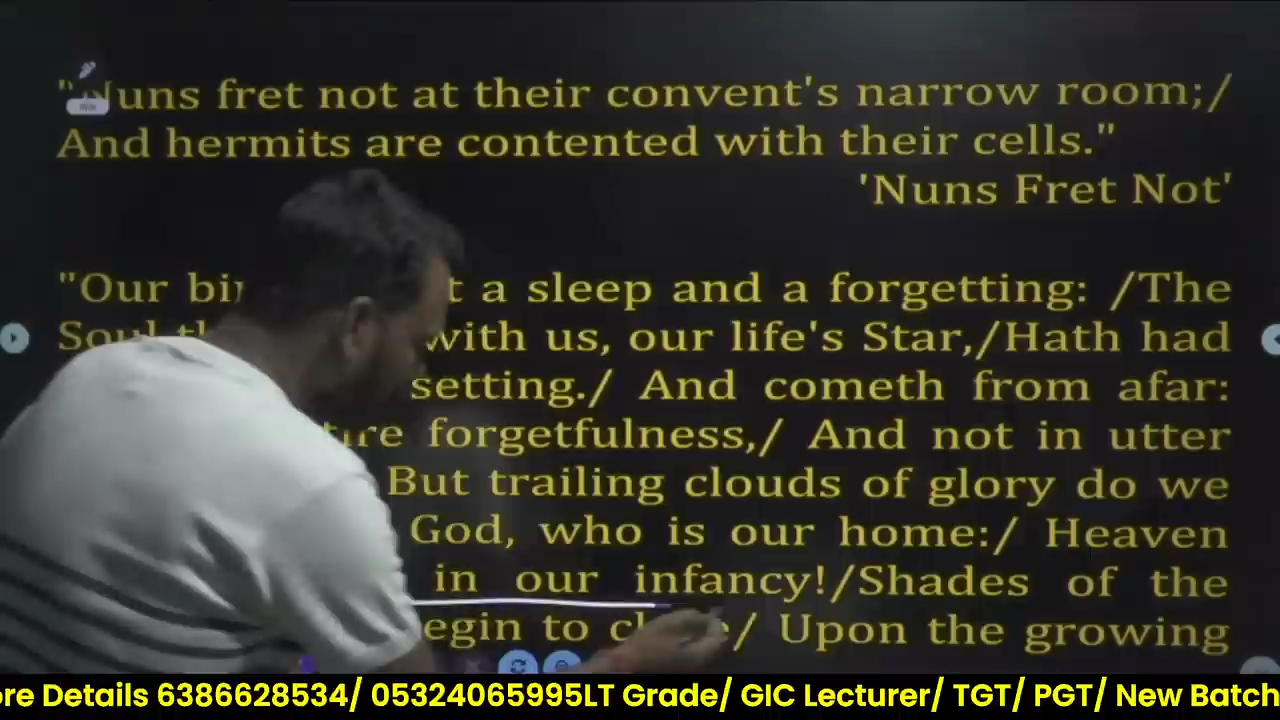 "Nuns fret not at their convent's narrow room;/
And hermits are contented with their cells."
'Nuns Fret Not'
"Our a sleep and a forgetting: /The
Soul with us, our life's Star,/Hath had
setting./ And cometh from afar:
forgetfulness,/ And not in utter
But trailing clouds of glory do we
God, who is our home:/ Heaven
in our infancy!/Shades of the
to / Upon the growing
Details 6386628534/ 05324065995LT Grade/ GIC Lecturer/ TGT/ PGT/ New Batch